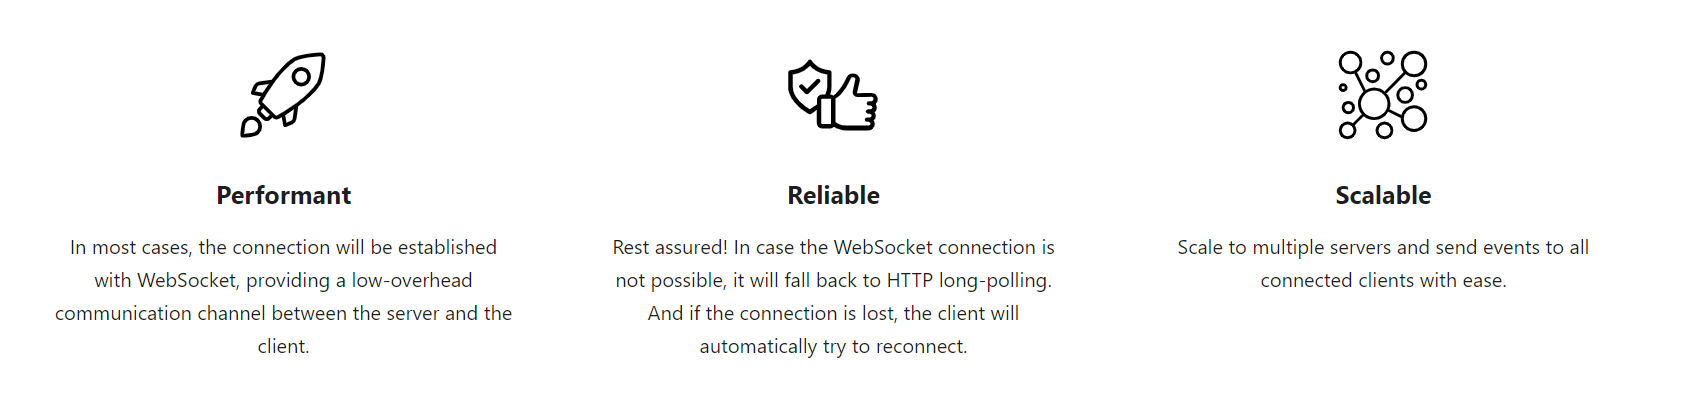 Performant
In most cases, the connection will be established
with WebSocket, providing a low-overhead
communication channel between the server and the
client.
Reliable
Rest assured! In case the WebSocket connection is
not possible, it will fall back to HTTP long-polling.
And if the connection is lost, the client will
automatically try to reconnect.
Scalable
Scale to multiple servers and send events to all
connected clients with ease.